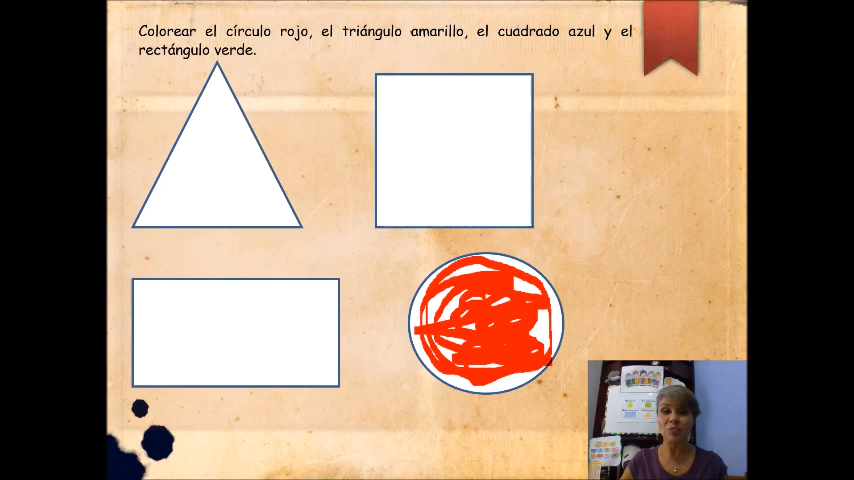 Colorear el círculo rojo, el triángulo amarillo, el cuadrado azul y el
rectángulo verde.